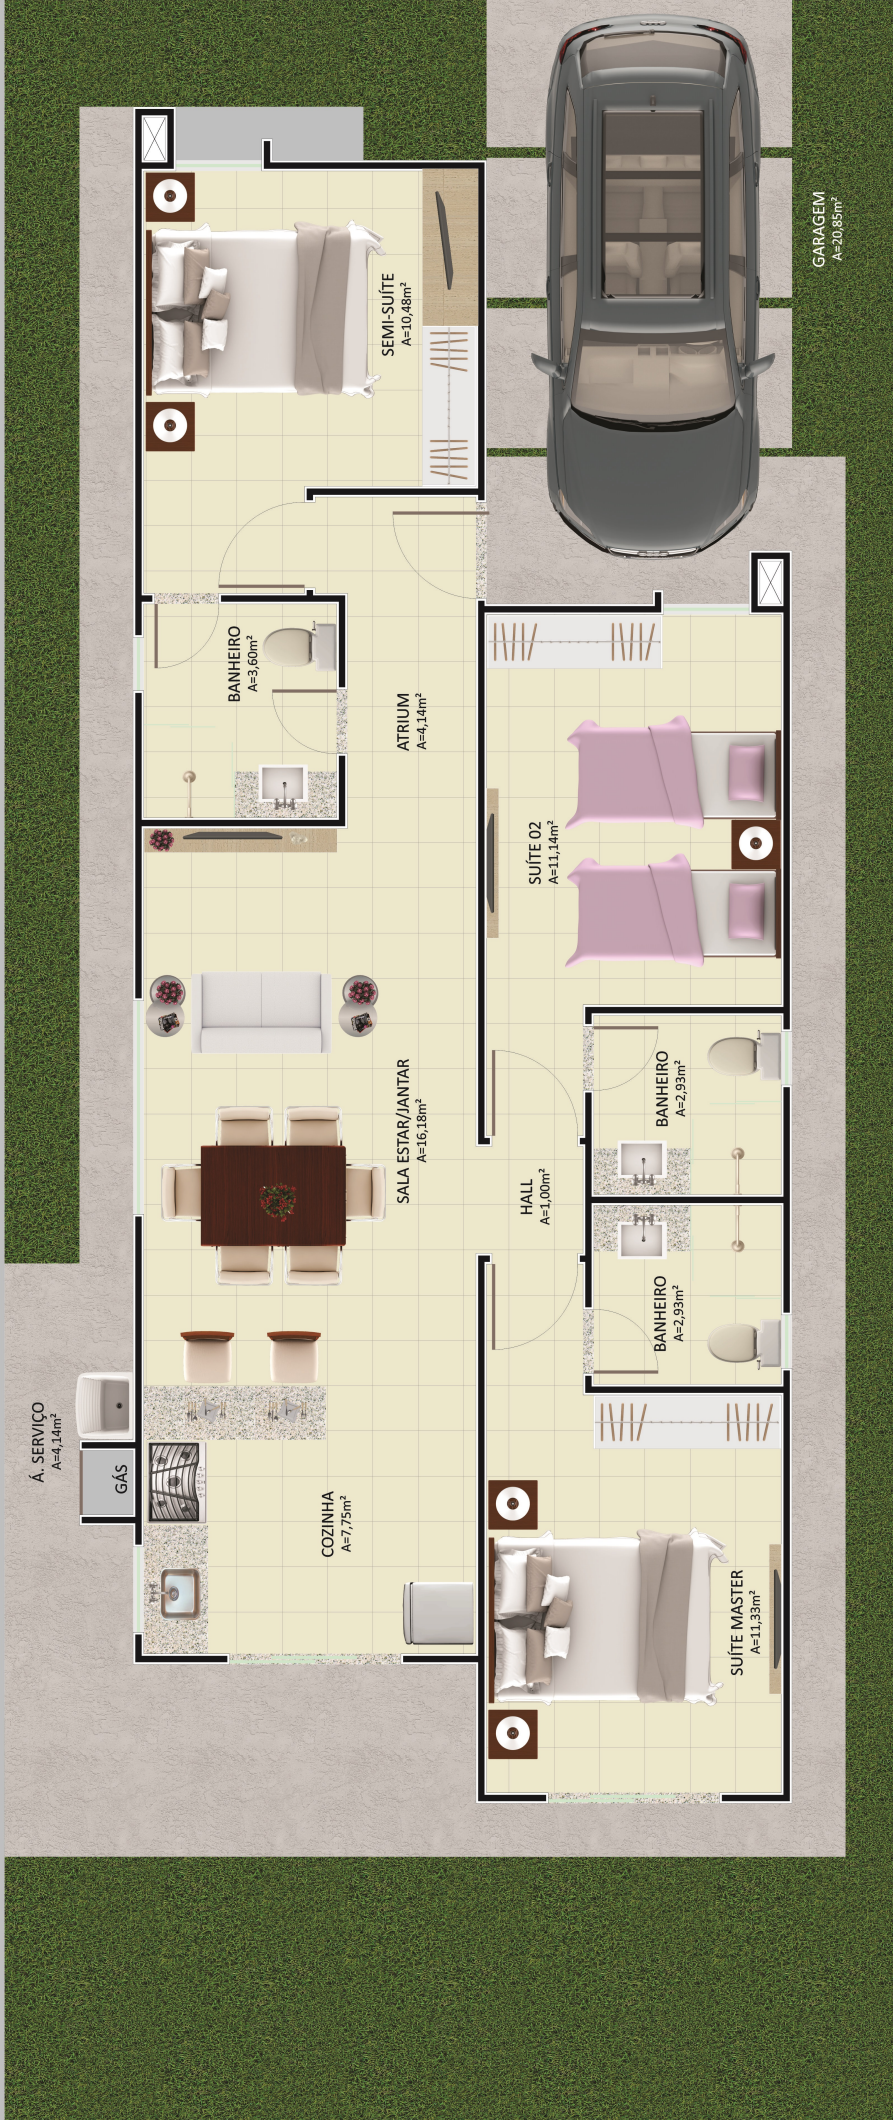 GARAGEM
A=20,85m²
SEMI-SUÍTE
A=10,48m²
BANHEIRO
A=3,60m²
ATRIUM
A=4,14m²
SUÍTE 02
A=11,14m²
SALA ESTAR/JANTAR
A=16,18m²
BANHEIRO
A=2,93m²
HALL
A=1,00m²
BANHEIRO
A=2,93m²
Á. SERVIÇO
A=4,14m²
GÁS
COZINHA
A=7,75m²
SUÍTE MASTER
A=11,33m²